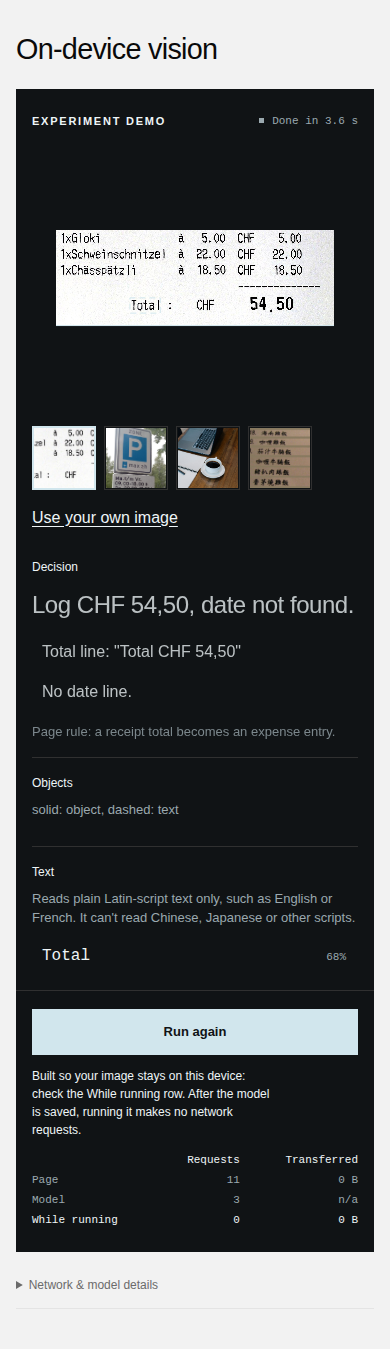 On-device vision
EXPERIMENT DEMO
Done in 3.6 s
1xGloki à 5.00 CHF 5.00
1xSchweinschnitzel à 22.00 CHF 22.00
1xChässpätzli à 18.50 CHF 18.50
Total : CHF 54.50
zel à 22.00 C
à 18.50 C
CHF
P
Use your own image
Decision
Log CHF 54,50, date not found.
Total line: "Total CHF 54,50"
No date line.
Page rule: a receipt total becomes an expense entry.
Objects
solid: object, dashed: text
Text
Reads plain Latin-script text only, such as English or
French. It can't read Chinese, Japanese or other scripts.
Total 68%
Run again
Built so your image stays on this device:
check the While running row. After the model
is saved, running it makes no network
requests.
Requests Transferred
Page 11 0 B
Model 3 n/a
While running 0 0 B
Network & model details